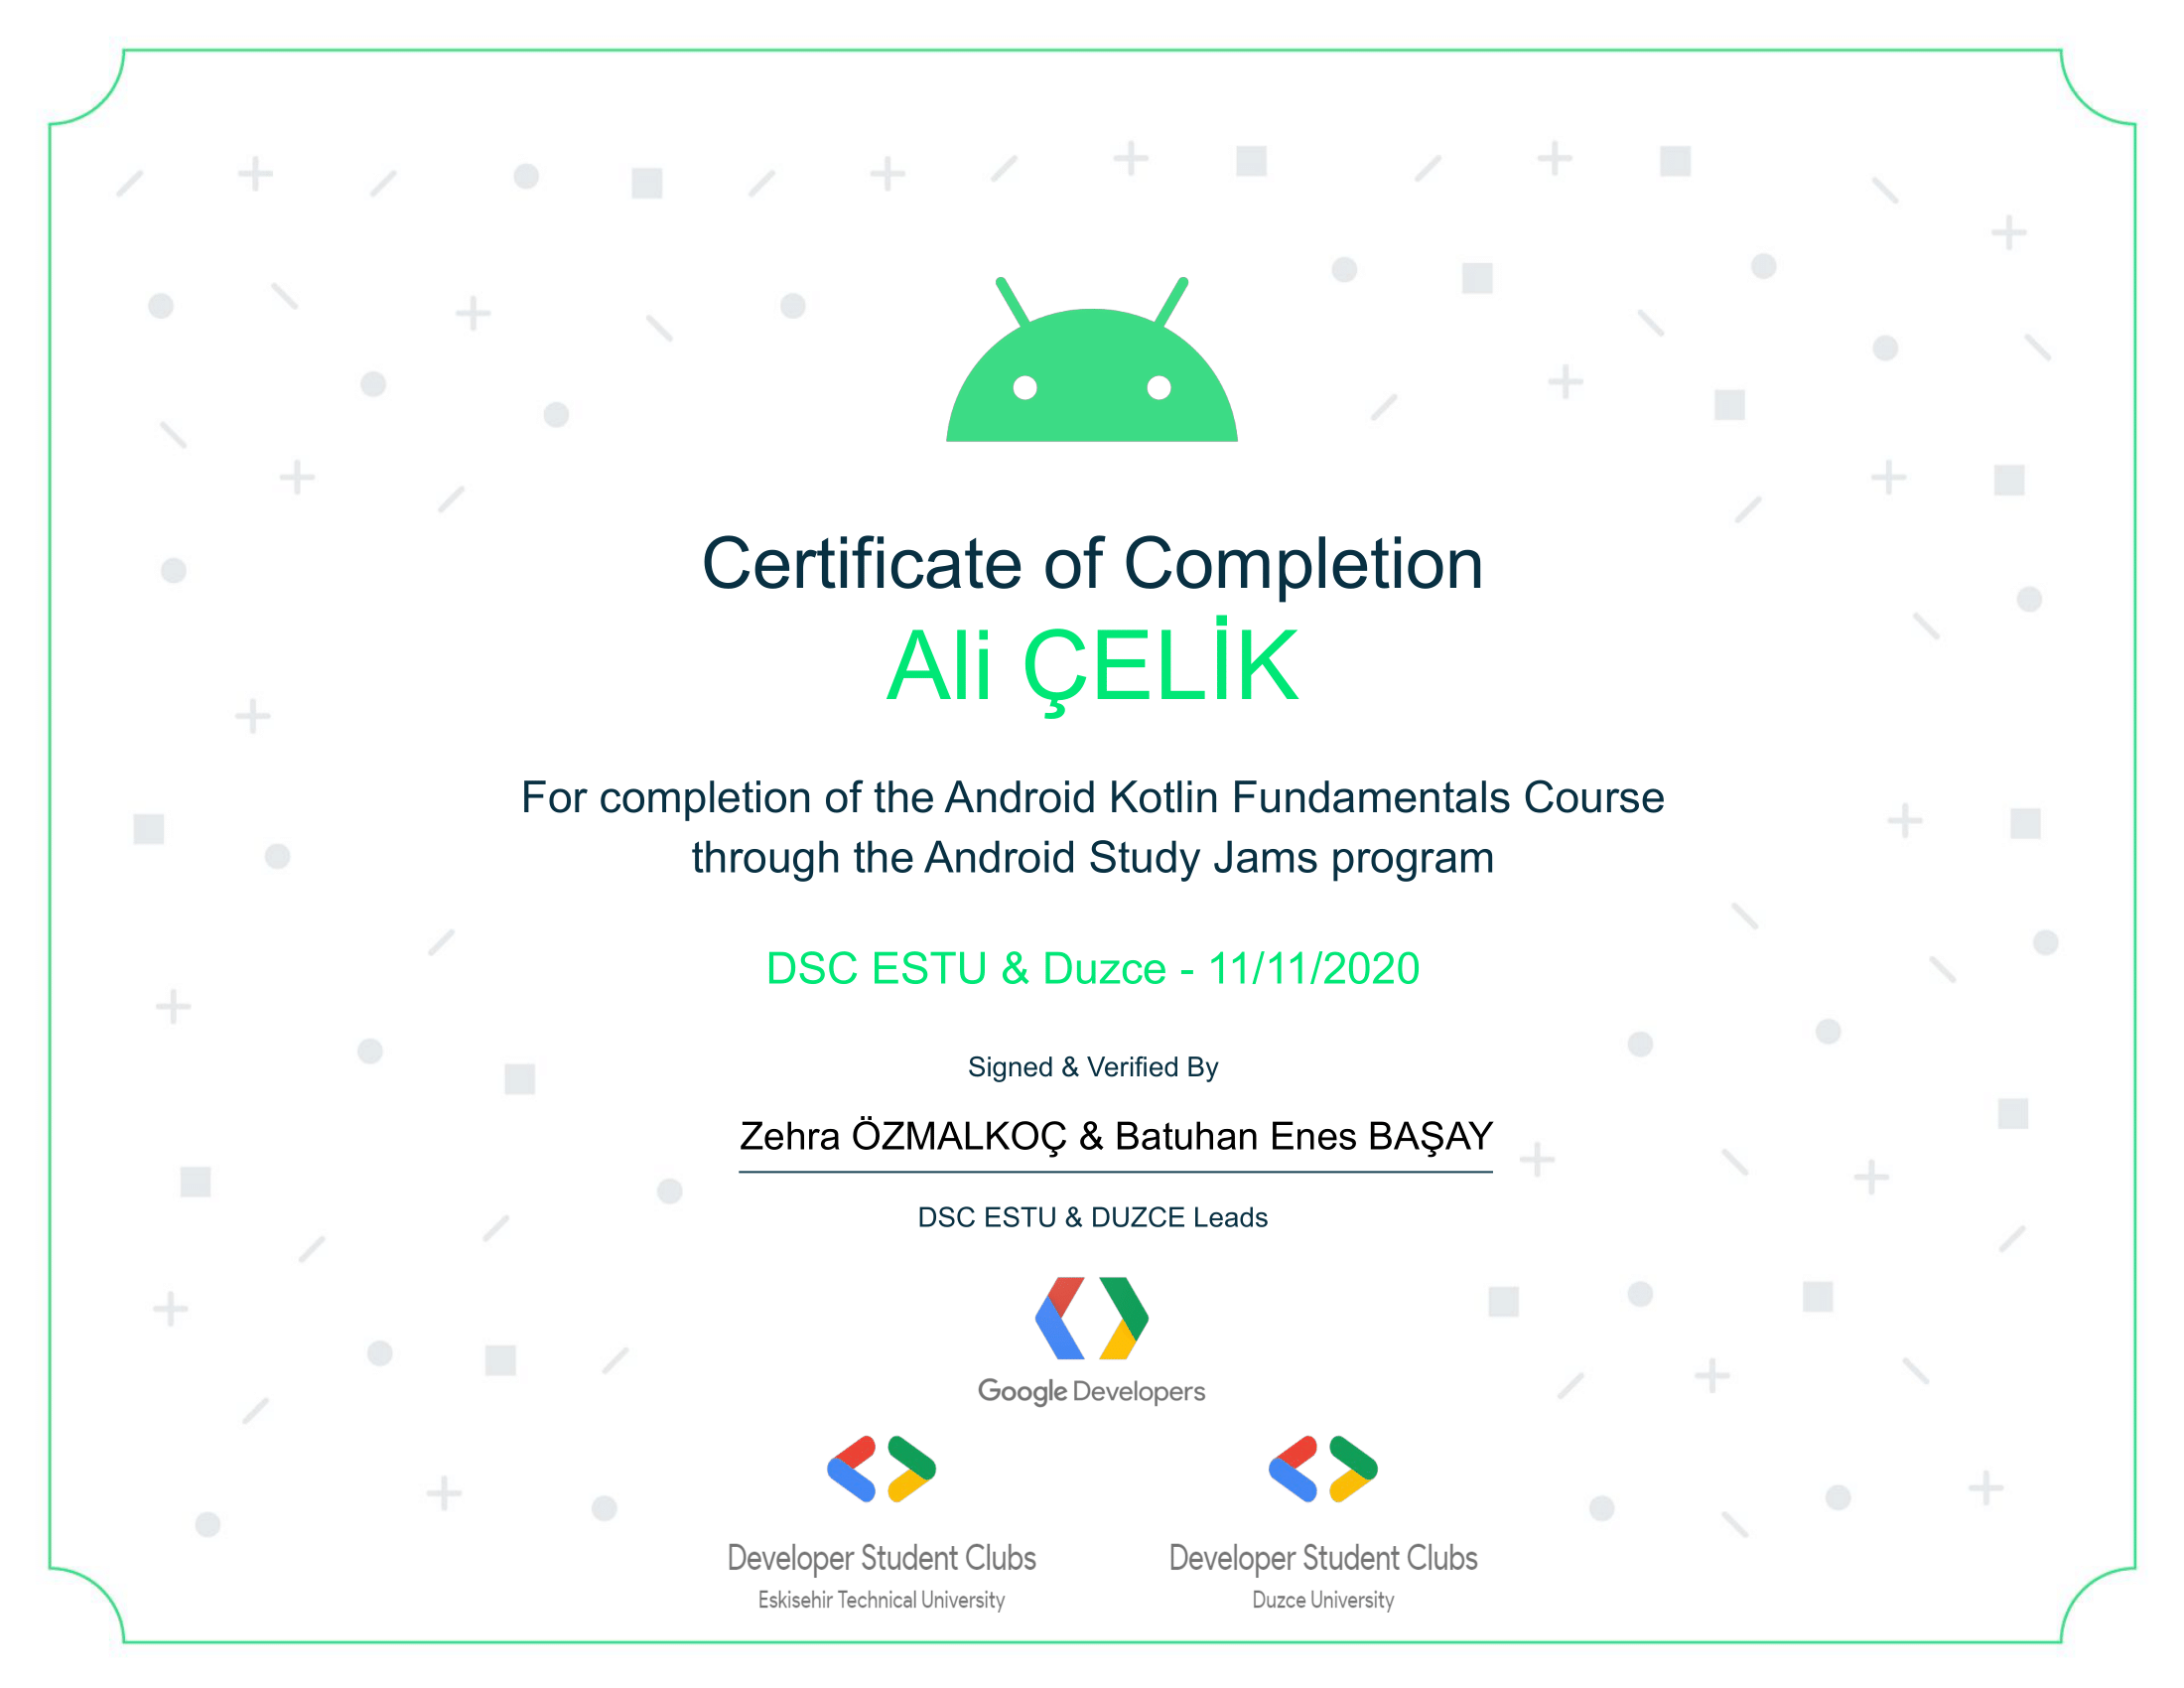 Certificate of Completion
Ali ÇELİK
For completion of the Android Kotlin Fundamentals Course
through the Android Study Jams program
DSC ESTU & Duzce - 11/11/2020
Signed & Verified By
Zehra ÖZMALKOÇ & Batuhan Enes BAŞAY
DSC ESTU & DUZCE Leads
Google Developers
Developer Student Clubs
Eskisehir Technical University
Developer Student Clubs
Duzce University